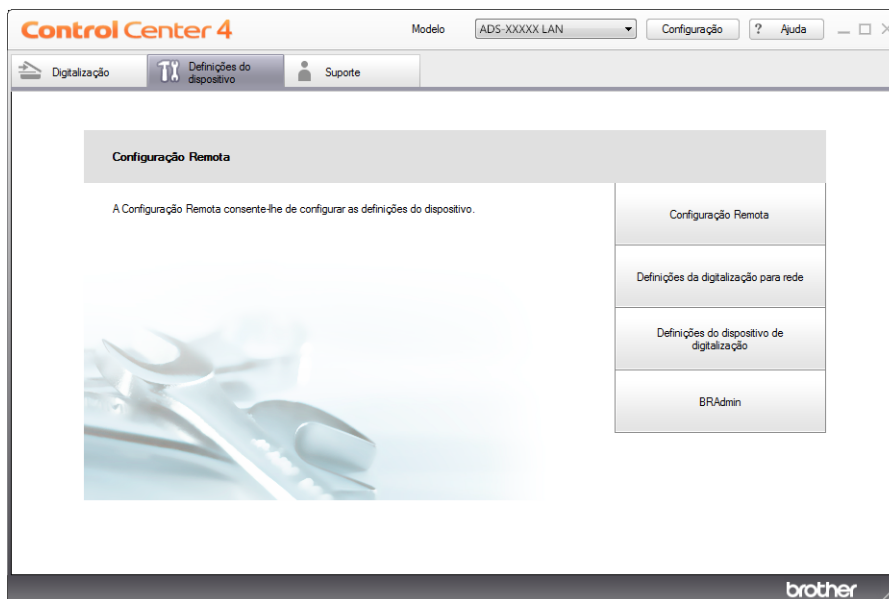 Control Center 4
Modelo
ADS-XXXXX LAN
Configuração
? Ajuda
Digitalização
Definições do
dispositivo
Suporte
Configuração Remota
A Configuração Remota consente-lhe de configurar as definições do dispositivo.
Configuração Remota
Definições da digitalização para rede
Definições do dispositivo de
digitalização
BRAdmin
brother